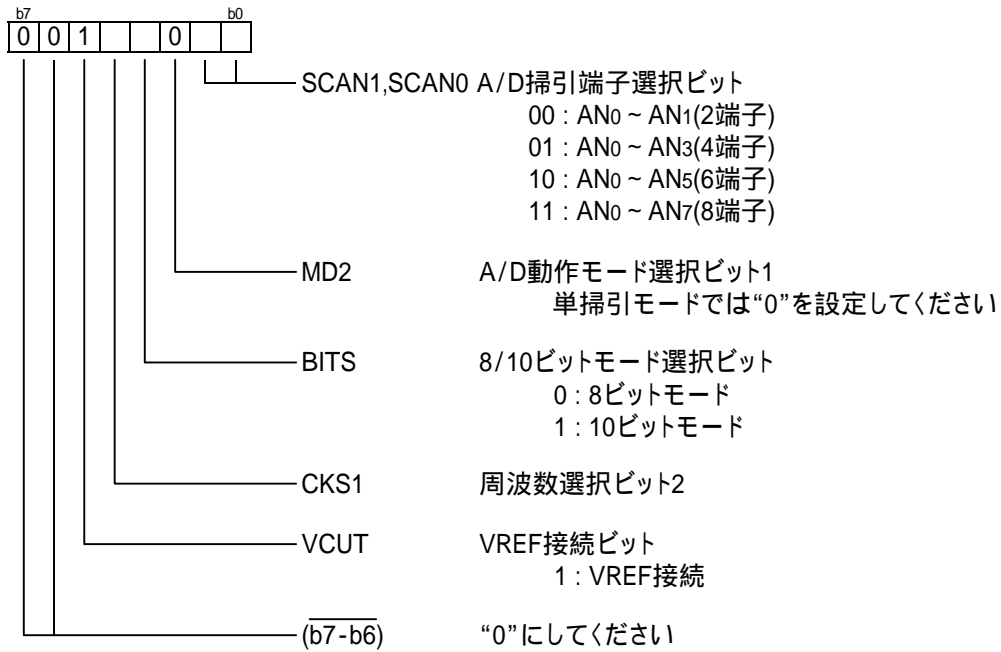 b7 b0
0 0 1 0
SCAN1,SCAN0 A/D掃引端子選択ビット
00 : AN0 ~ AN1(2端子)
01 : AN0 ~ AN3(4端子)
10 : AN0 ~ AN5(6端子)
11 : AN0 ~ AN7(8端子)
MD2 A/D動作モード選択ビット1
単掃引モードでは“0”を設定してください
BITS 8/10ビットモード選択ビット
0 : 8ビットモード
1 : 10ビットモード
CKS1 周波数選択ビット2
VCUT VREF接続ビット
1 : VREF接続
(b7-b6) “0”にしてください